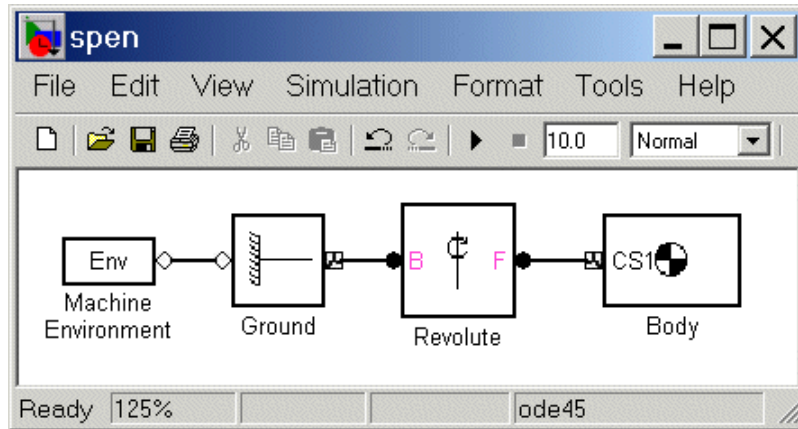 spen
File Edit View Simulation Format Tools Help
10.0 Normal
Env B F CS1
Machine Environment
Ground
Revolute
Body
Ready 125% ode45